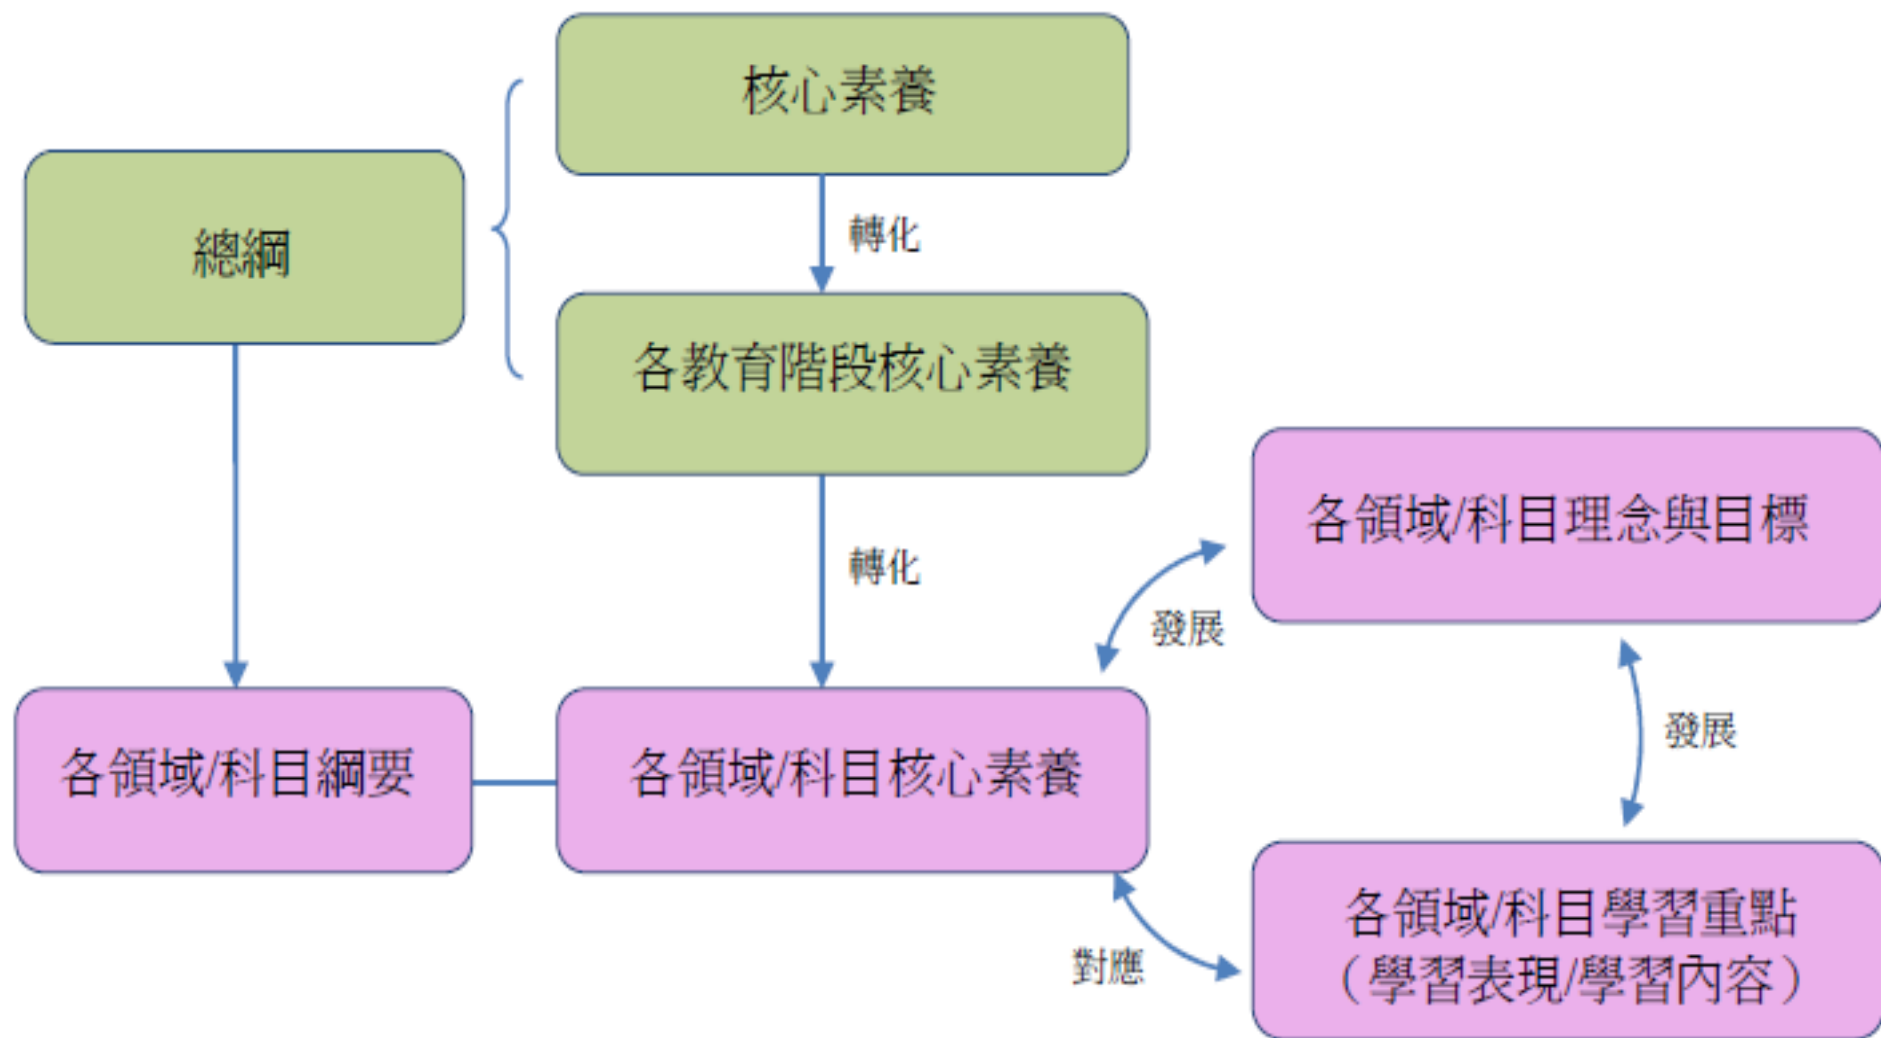 核心素養
總綱
轉化
各教育階段核心素養
各領域/科目理念與目標
轉化
發展
發展
各領域/科目綱要
各領域/科目核心素養
各領域/科目學習重點
（學習表現/學習內容）
對應